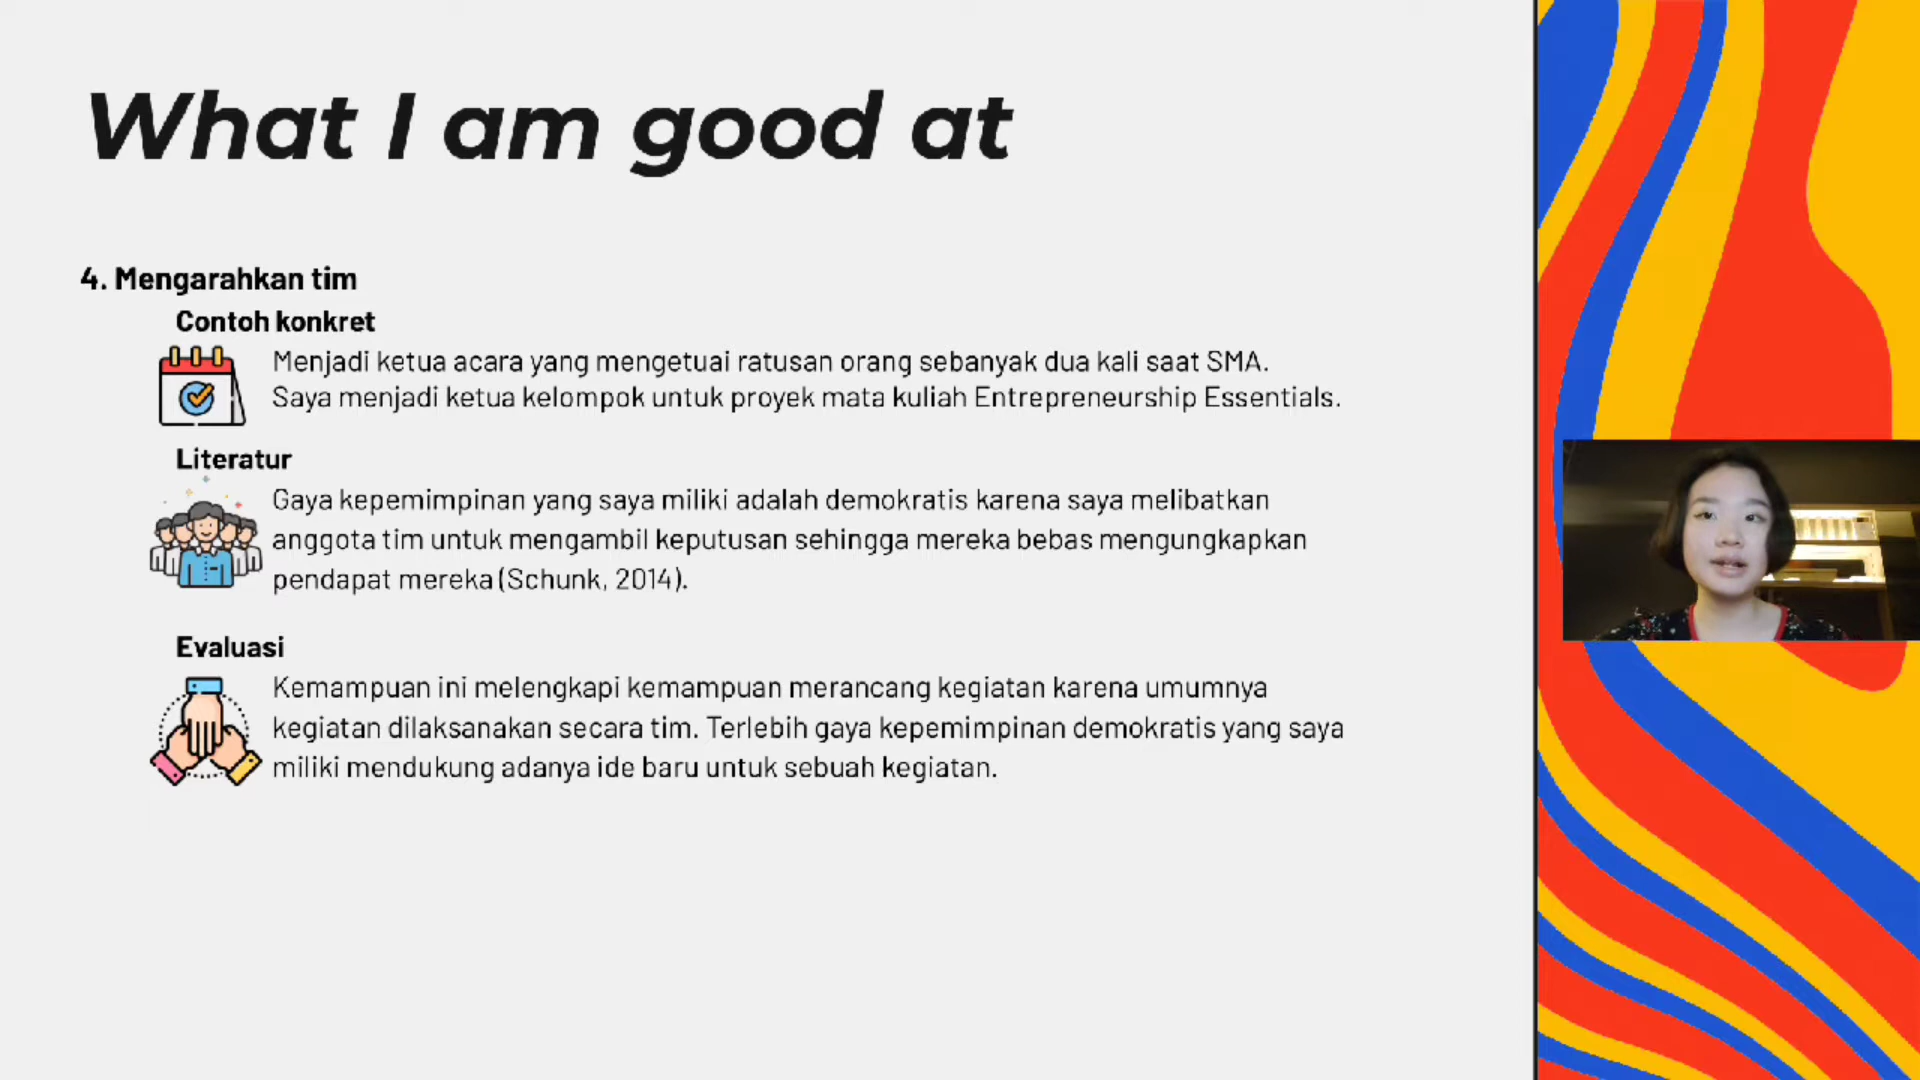 What I am good at
4. Mengarahkan tim
Contoh konkret
Menjadi ketua acara yang mengetuai ratusan orang sebanyak dua kali saat SMA.
Saya menjadi ketua kelompok untuk proyek mata kuliah Entrepreneurship Essentials.
Literatur
Gaya kepemimpinan yang saya miliki adalah demokratis karena saya melibatkan
anggota tim untuk mengambil keputusan sehingga mereka bebas mengungkapkan
pendapat mereka (Schunk, 2014).
Evaluasi
Kemampuan ini melengkapi kemampuan merancang kegiatan karena umumnya
kegiatan dilaksanakan secara tim. Terlebih gaya kepemimpinan demokratis yang saya
miliki mendukung adanya ide baru untuk sebuah kegiatan.